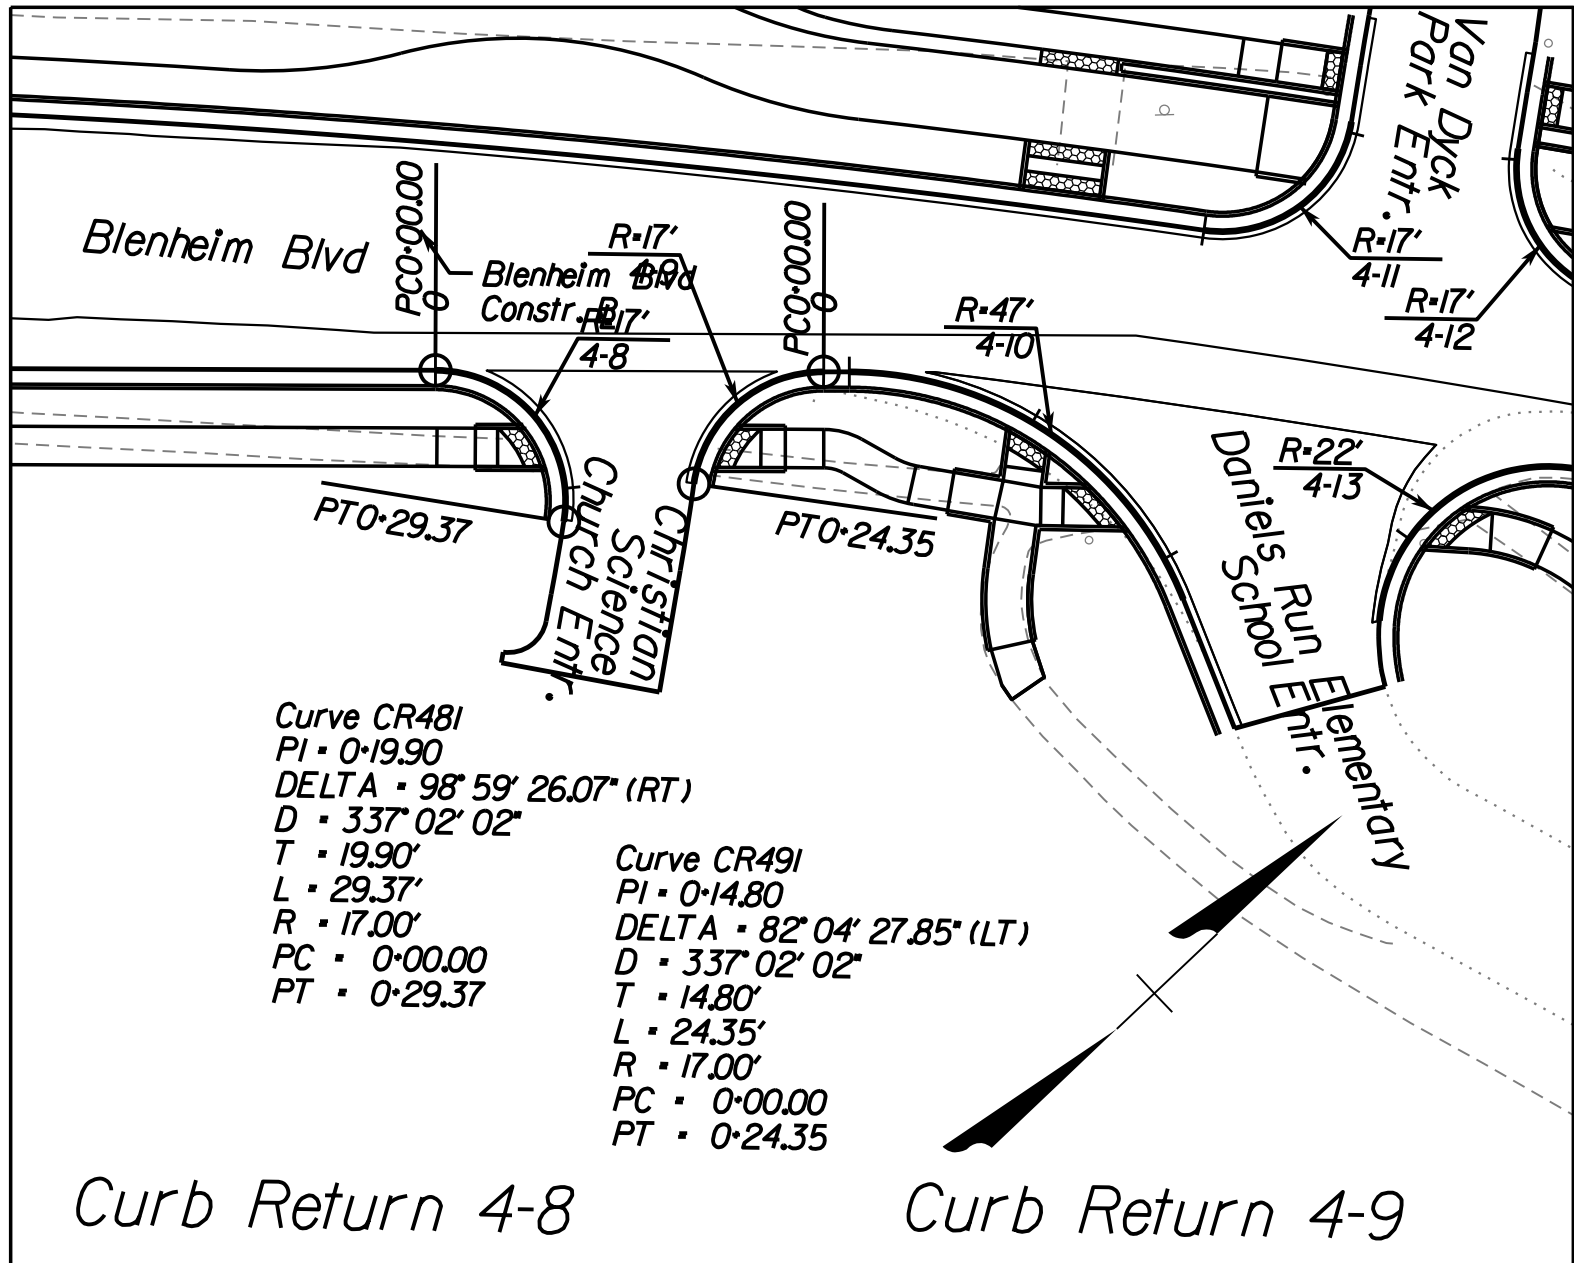 Van Dyck
Park Entr.
Blenheim Blvd
PC0+00.00
0
Blenheim Blvd
Constr. B
R=17'
4-9
R=17'
4-8
PC0+00.00
0
R=47'
4-10
R=17'
4-11
R=17'
4-12
R=22'
4-13
PT0+29.37
PT0+24.35
Christian
Science
Church Entr.
Daniels Run Elementary
School Entr.
Curve CR481
PI = 0+19.90
DELTA = 98° 59' 26.07" (RT)
D = 337° 02' 02"
T = 19.90'
L = 29.37'
R = 17.00'
PC = 0+00.00
PT = 0+29.37
Curve CR491
PI = 0+14.80
DELTA = 82° 04' 27.85" (LT)
D = 337° 02' 02"
T = 14.80'
L = 24.35'
R = 17.00'
PC = 0+00.00
PT = 0+24.35
Curb Return 4-8
Curb Return 4-9